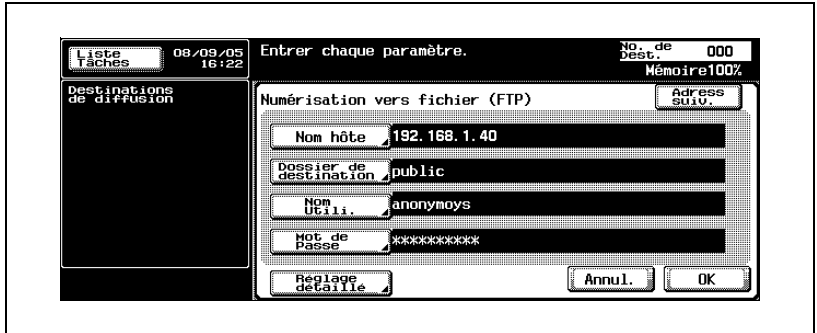 Liste
Tâches
08/09/05
16:22
Entrer chaque paramètre.
No. de
Dest.
000
Mémoire100%
Destinations
de diffusion
Numérisation vers fichier (FTP)
Adress
suiv.
Nom hôte
192.168.1.40
Dossier de
destination
public
Nom
Utili.
anonymoys
Mot de
Passe
**********
Réglage
détaillé
Annul.
OK